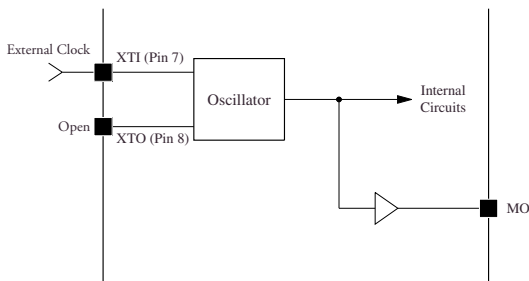 External Clock
XTI (Pin 7)
Oscillator
Internal
Circuits
Open
XTO (Pin 8)
MO